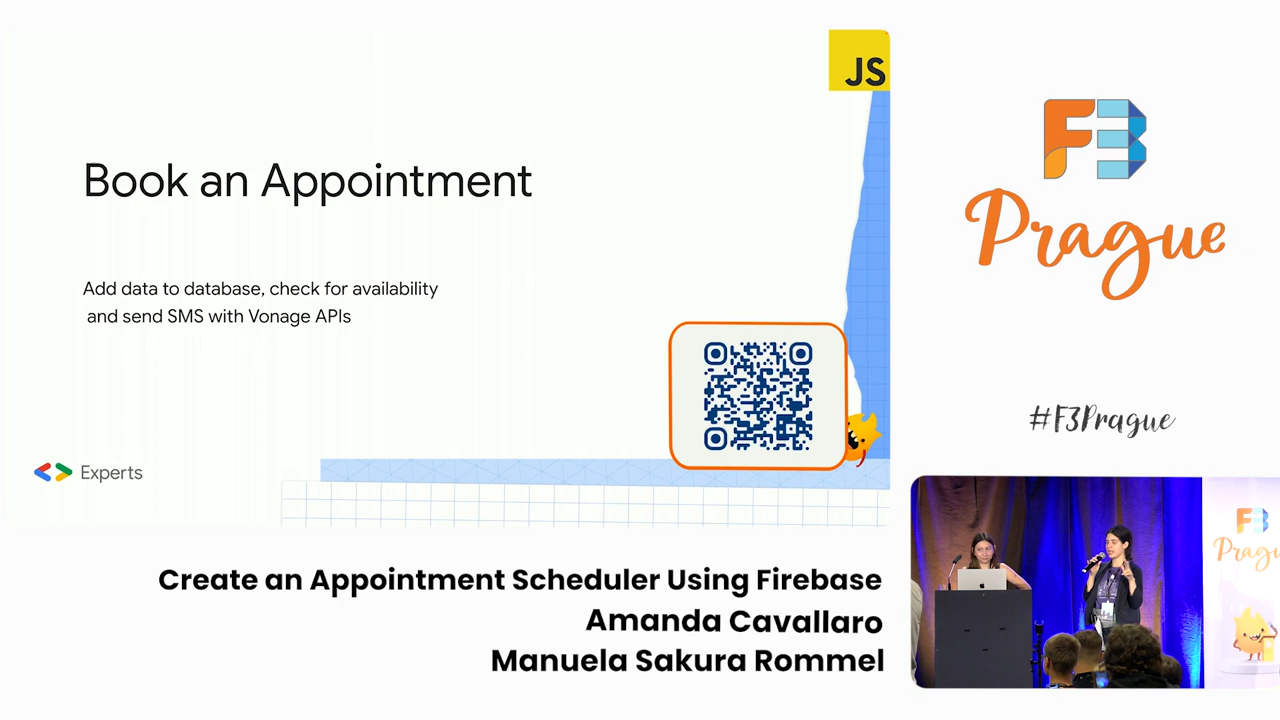 JS
Book an Appointment
Add data to database, check for availability
and send SMS with Vonage APIs
Experts
F3
Prague
#F3Prague
Create an Appointment Scheduler Using Firebase
Amanda Cavallaro
Manuela Sakura Rommel
F3